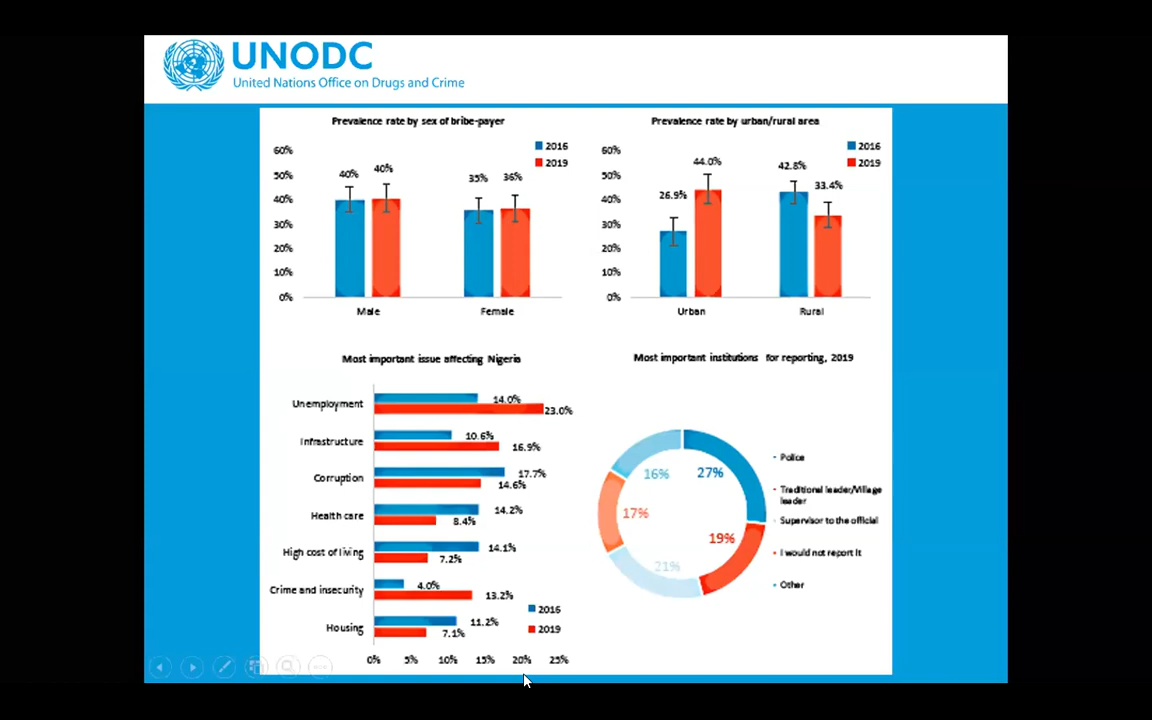 UNODC
United Nations Office on Drugs and Crime
Prevalence rate by sex of bribe-payer
2016
2019
60%
50%
40%
30%
20%
10%
0%
40%
40%
35%
36%
Male
Female
Prevalence rate by urban/rural area
2016
2019
60%
50%
40%
30%
20%
10%
0%
26.9%
44.0%
42.8%
33.4%
Urban
Rural
Most important issue affecting Nigeria
Unemployment
14.0%
23.0%
Infrastructure
10.6%
16.9%
Corruption
17.7%
14.6%
Health care
14.2%
8.4%
High cost of living
14.1%
7.2%
Crime and insecurity
4.0%
13.2%
Housing
11.2%
7.1%
2016
2019
0%
5%
10%
15%
20%
25%
Most important institutions for reporting, 2019
16%
27%
17%
19%
21%
Police
Traditional leader/Village
leader
Supervisor to the official
I would not report it
Other